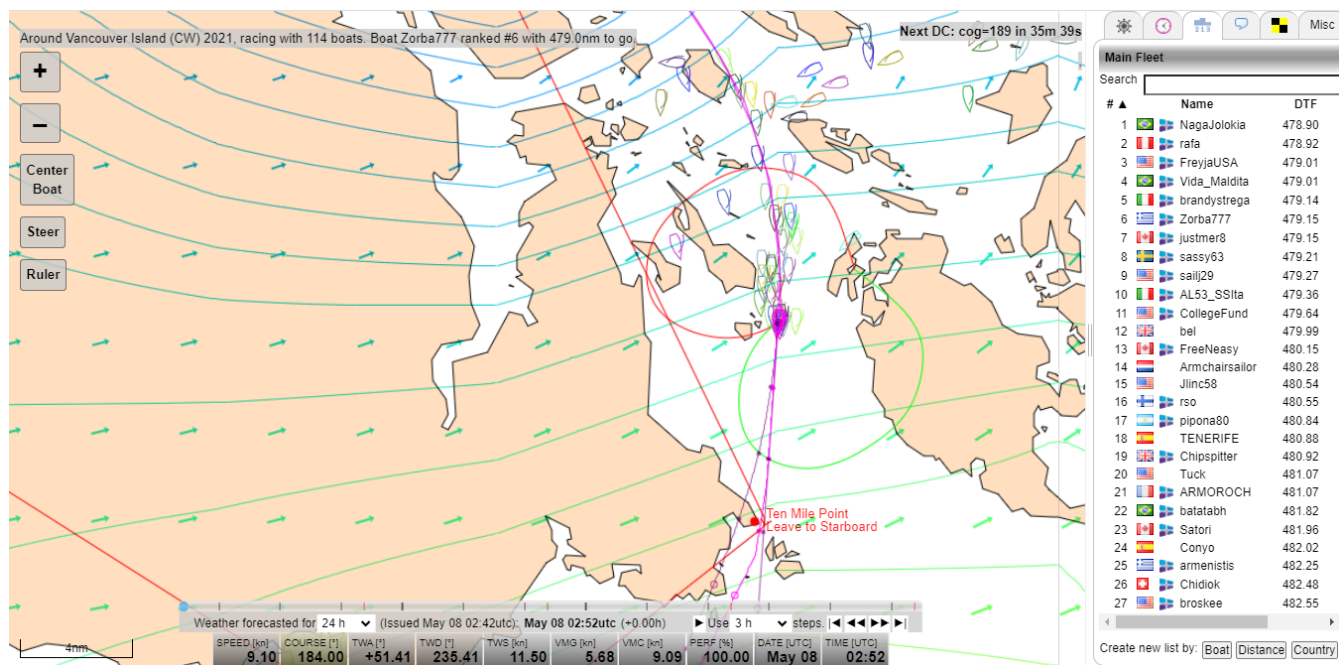 Around Vancouver Island (CW) 2021, racing with 114 boats. Boat Zorba777 ranked #6 with 479.0nm to go
Next DC: cog=189 in 35m 39s
+
−
Center
Boat
Steer
Ruler
Ten Mile Point
Leave to Starboard
Weather forecasted for 24 h (Issued May 08 02:42utc): May 08 02:52utc (+0.00h) Use 3 h steps.
4nm
SPEED [kn] COURSE [°] TWA [°] TWD [°] TWS [kn] VMG [kn] VMC [kn] PERF [%] DATE [UTC] TIME [UTC]
9.10 184.00 +51.41 235.41 11.50 5.68 9.09 100.00 May 08 02:52
Misc
Main Fleet
Search
# ▲ Name DTF
1 NagaJolokia 478.90
2 rafa 478.92
3 FreyjaUSA 479.01
4 Vida_Maldita 479.01
5 brandystrega 479.14
6 Zorba777 479.15
7 justmer8 479.15
8 sassy63 479.21
9 sailj29 479.27
10 AL53_SSIta 479.36
11 CollegeFund 479.64
12 bel 479.99
13 FreeNeasy 480.15
14 Armchairsailor 480.28
15 Jlinc58 480.54
16 rso 480.55
17 pipona80 480.84
18 TENERIFE 480.88
19 Chipspitter 480.92
20 Tuck 481.07
21 ARMOROCH 481.07
22 batatabh 481.82
23 Satori 481.96
24 Conyo 482.02
25 armenistis 482.25
26 Chidiok 482.48
27 broskee 482.55
Create new list by: Boat Distance Country